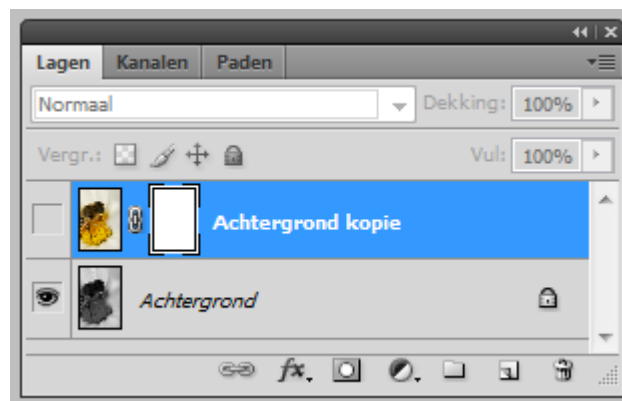 Lagen Kanalen Paden
Normaal Dekking: 100%
Vergr.: Vul: 100%
Achtergrond kopie
Achtergrond
fx.